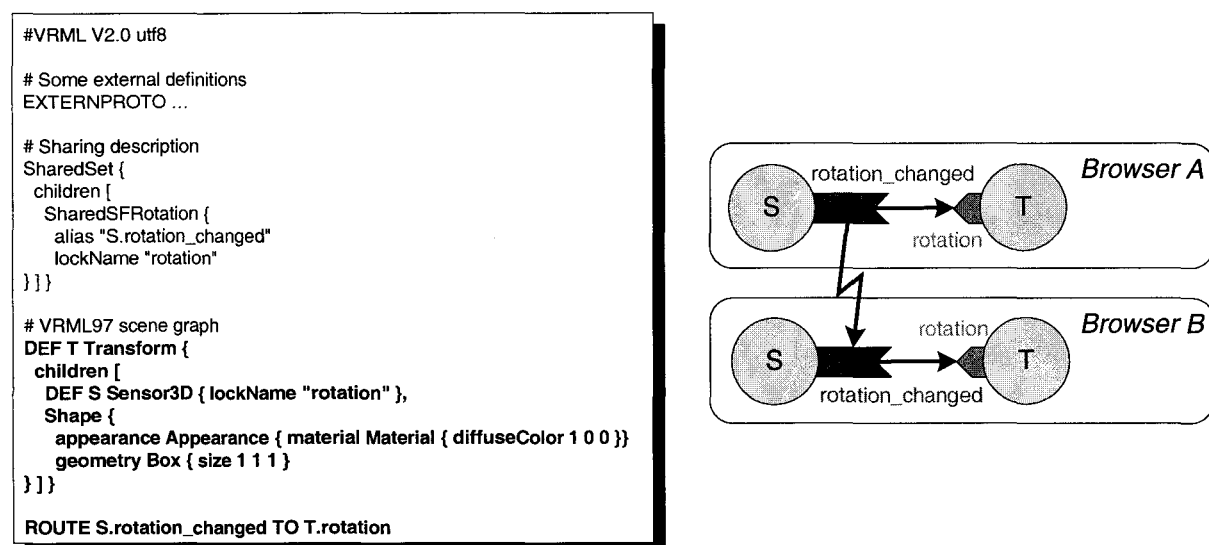 #VRML V2.0 utf8
# Some external definitions
EXTERNPROTO ...
# Sharing description
SharedSet {
children [
SharedSFRotation {
alias "S.rotation_changed"
lockName "rotation"
} ] }
# VRML97 scene graph
DEF T Transform {
children [
DEF S Sensor3D { lockName "rotation" },
Shape {
appearance Appearance { material Material { diffuseColor 1 0 0 }}
geometry Box { size 1 1 1 }
} ] }
ROUTE S.rotation_changed TO T.rotation
Browser A
rotation_changed
S
T
rotation
Browser B
rotation
S
T
rotation_changed